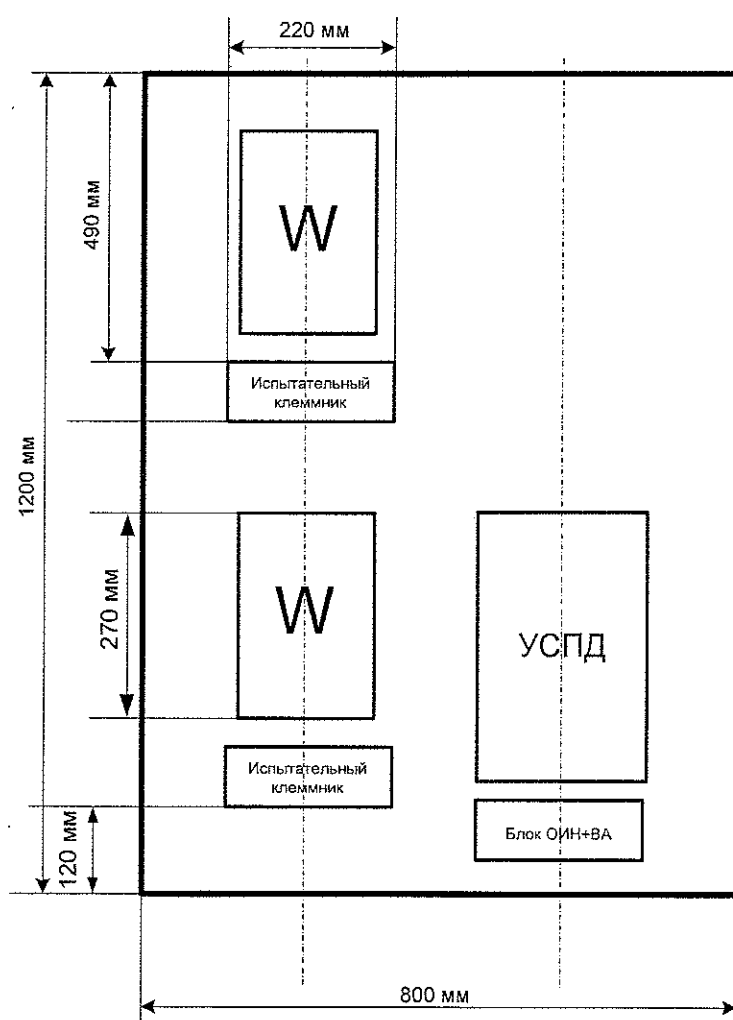 220 мм
490 мм
W
Испытательный
клеммник
1200 мм
270 мм
W
УСПД
Испытательный
клеммник
120 мм
Блок ОИН+ВА
800 мм